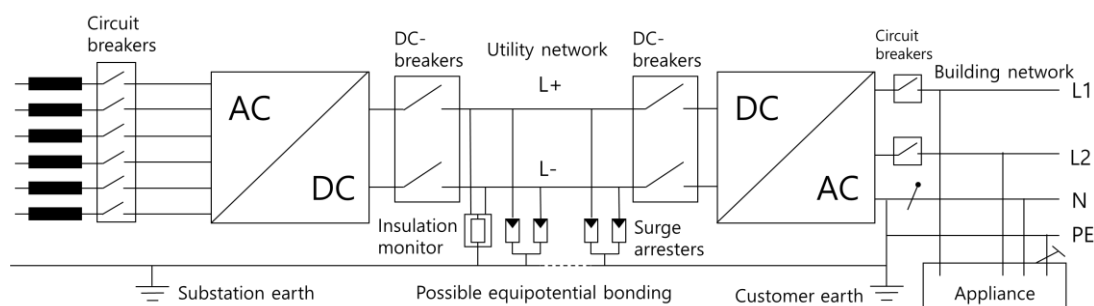 Circuit
breakers
AC
DC
DC-
breakers
Utility network
L+
L-
DC-
breakers
DC
AC
Circuit
breakers
Building network
L1
L2
N
PE
Insulation
monitor
Surge
arresters
Substation earth
Possible equipotential bonding
Customer earth
Appliance